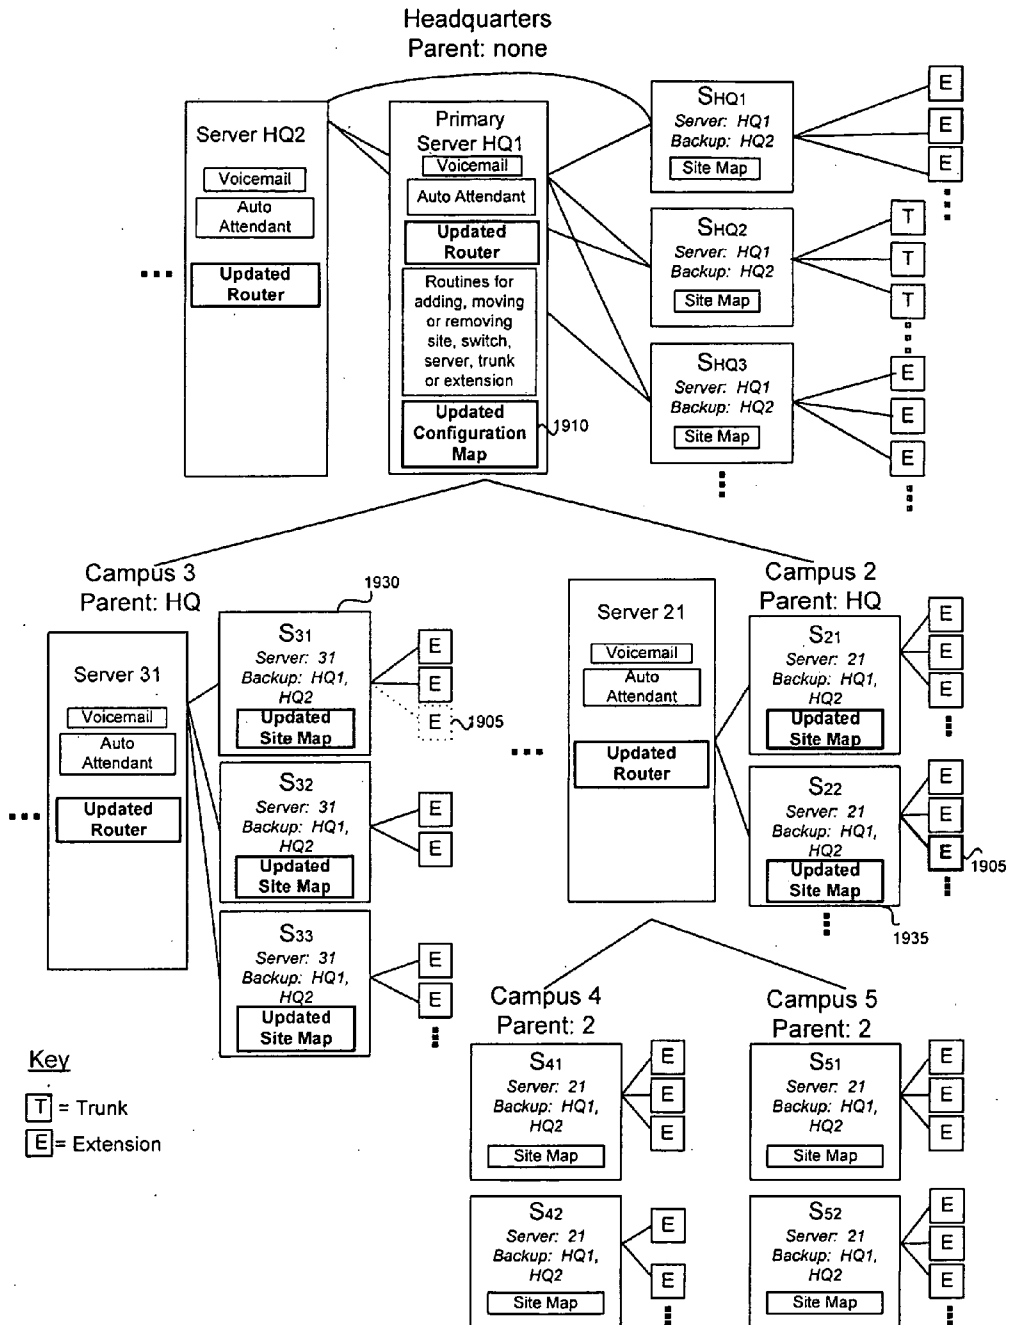 Headquarters
Parent: none
Server HQ2
Voicemail
Auto
Attendant
Updated
Router
Primary
Server HQ1
Voicemail
Auto Attendant
Updated
Router
Routines for
adding, moving
or removing
site, switch,
server, trunk
or extension
Updated
Configuration
Map
1910
SHQ1
Server: HQ1
Backup: HQ2
Site Map
E
E
E
SHQ2
Server: HQ1
Backup: HQ2
Site Map
T
T
T
SHQ3
Server: HQ1
Backup: HQ2
Site Map
E
E
E
Campus 3
Parent: HQ
Server 31
Voicemail
Auto
Attendant
Updated
Router
1930
S31
Server: 31
Backup: HQ1,
HQ2
Updated
Site Map
E
E
E
1905
S32
Server: 31
Backup: HQ1,
HQ2
Updated
Site Map
E
E
S33
Server: 31
Backup: HQ1,
HQ2
Updated
Site Map
E
E
Campus 2
Parent: HQ
Server 21
Voicemail
Auto
Attendant
Updated
Router
S21
Server: 21
Backup: HQ1,
HQ2
Updated
Site Map
E
E
E
S22
Server: 21
Backup: HQ1,
HQ2
Updated
Site Map
E
E
E
1905
1935
Campus 4
Parent: 2
S41
Server: 21
Backup: HQ1,
HQ2
Site Map
E
E
E
S42
Server: 21
Backup: HQ1,
HQ2
Site Map
E
E
Campus 5
Parent: 2
S51
Server: 21
Backup: HQ1,
HQ2
Site Map
E
E
E
S52
Server: 21
Backup: HQ1,
HQ2
Site Map
E
E
E
Key
T = Trunk
E = Extension